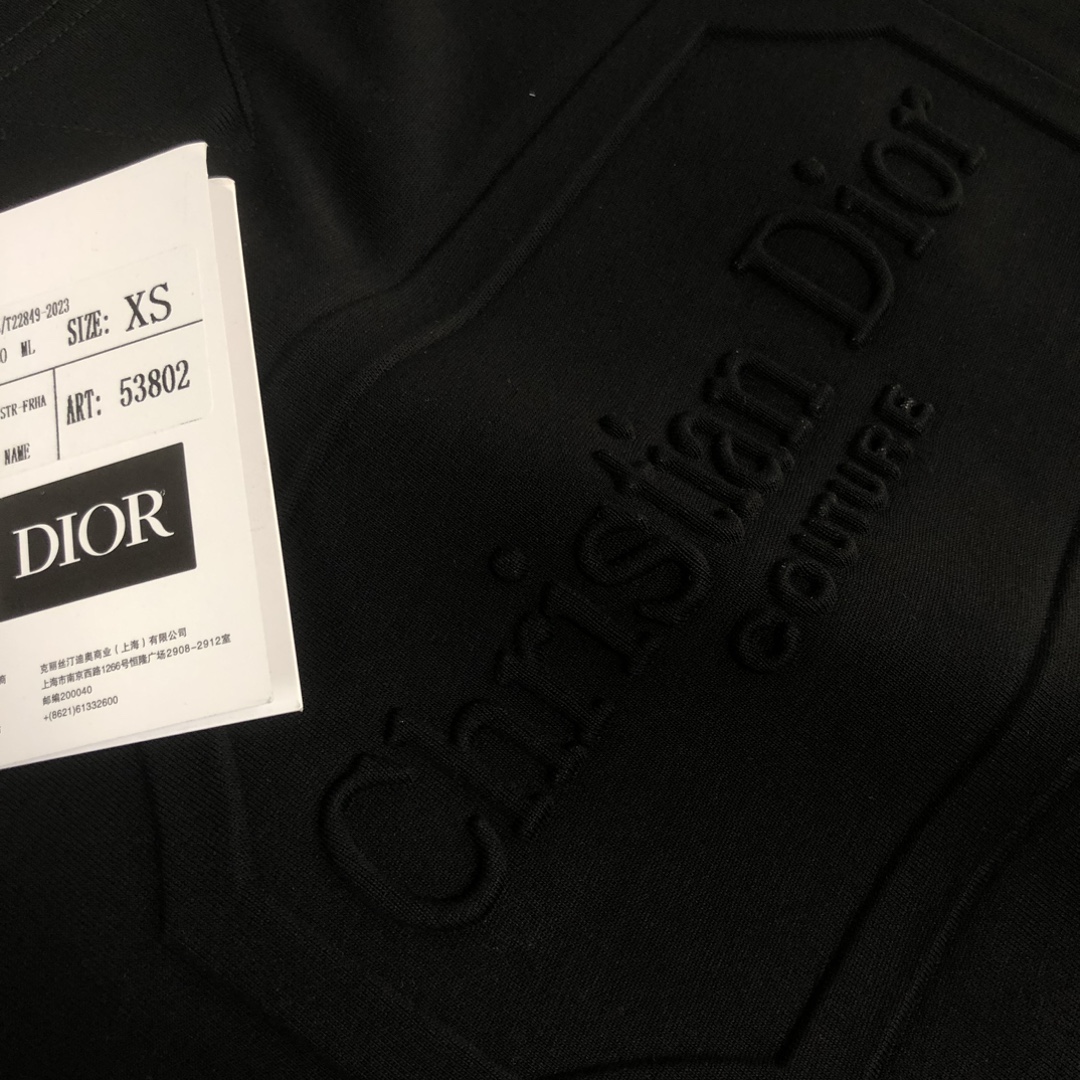 /T22849-2023
0 ML
SIZE: XS
STR-FRHA
ART: 53802
NAME
DIOR
克丽丝汀迪奥商业（上海）有限公司
商
上海市南京西路1266号恒隆广场2908-2912室
邮编200040
+(8621)61332600
Christian Dior
COUTURE